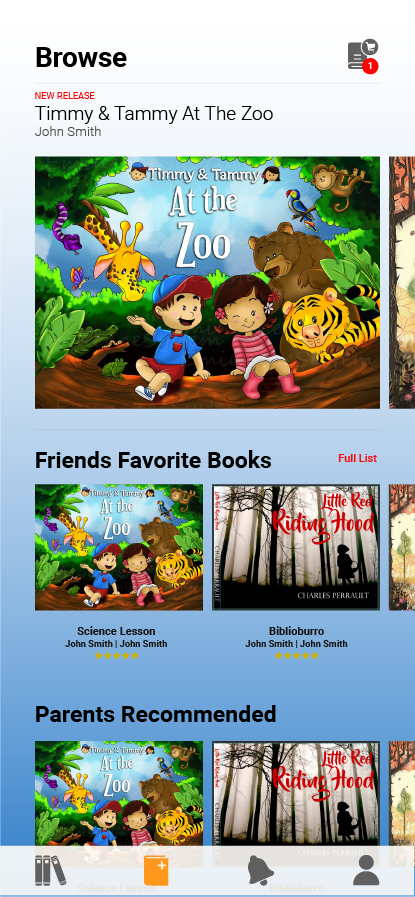 Browse
1
NEW RELEASE
Timmy & Tammy At The Zoo
John Smith
Timmy & Tammy
At the
Zoo
Friends Favorite Books
Full List
Timmy & Tammy
At the
Zoo
Little Red
Riding Hood
CHARLES PERRAULT
Science Lesson
John Smith | John Smith
Biblioburro
John Smith | John Smith
Parents Recommended
Timmy & Tammy
At the
Zoo
Little Red
Riding Hood
Science Lesson
Biblioburro